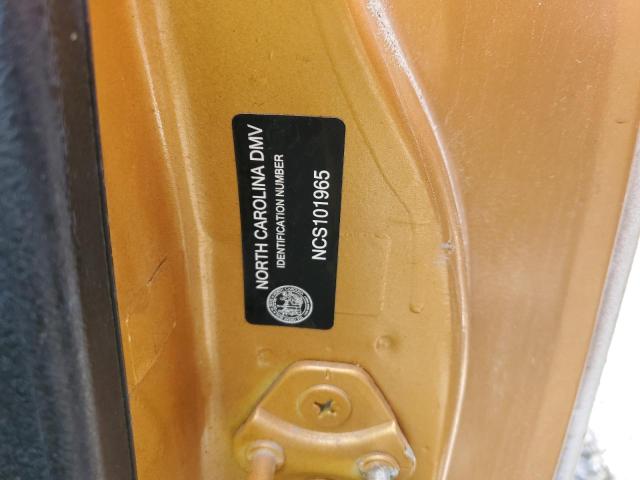 NORTH CAROLINA DMV
IDENTIFICATION NUMBER
NCS101965